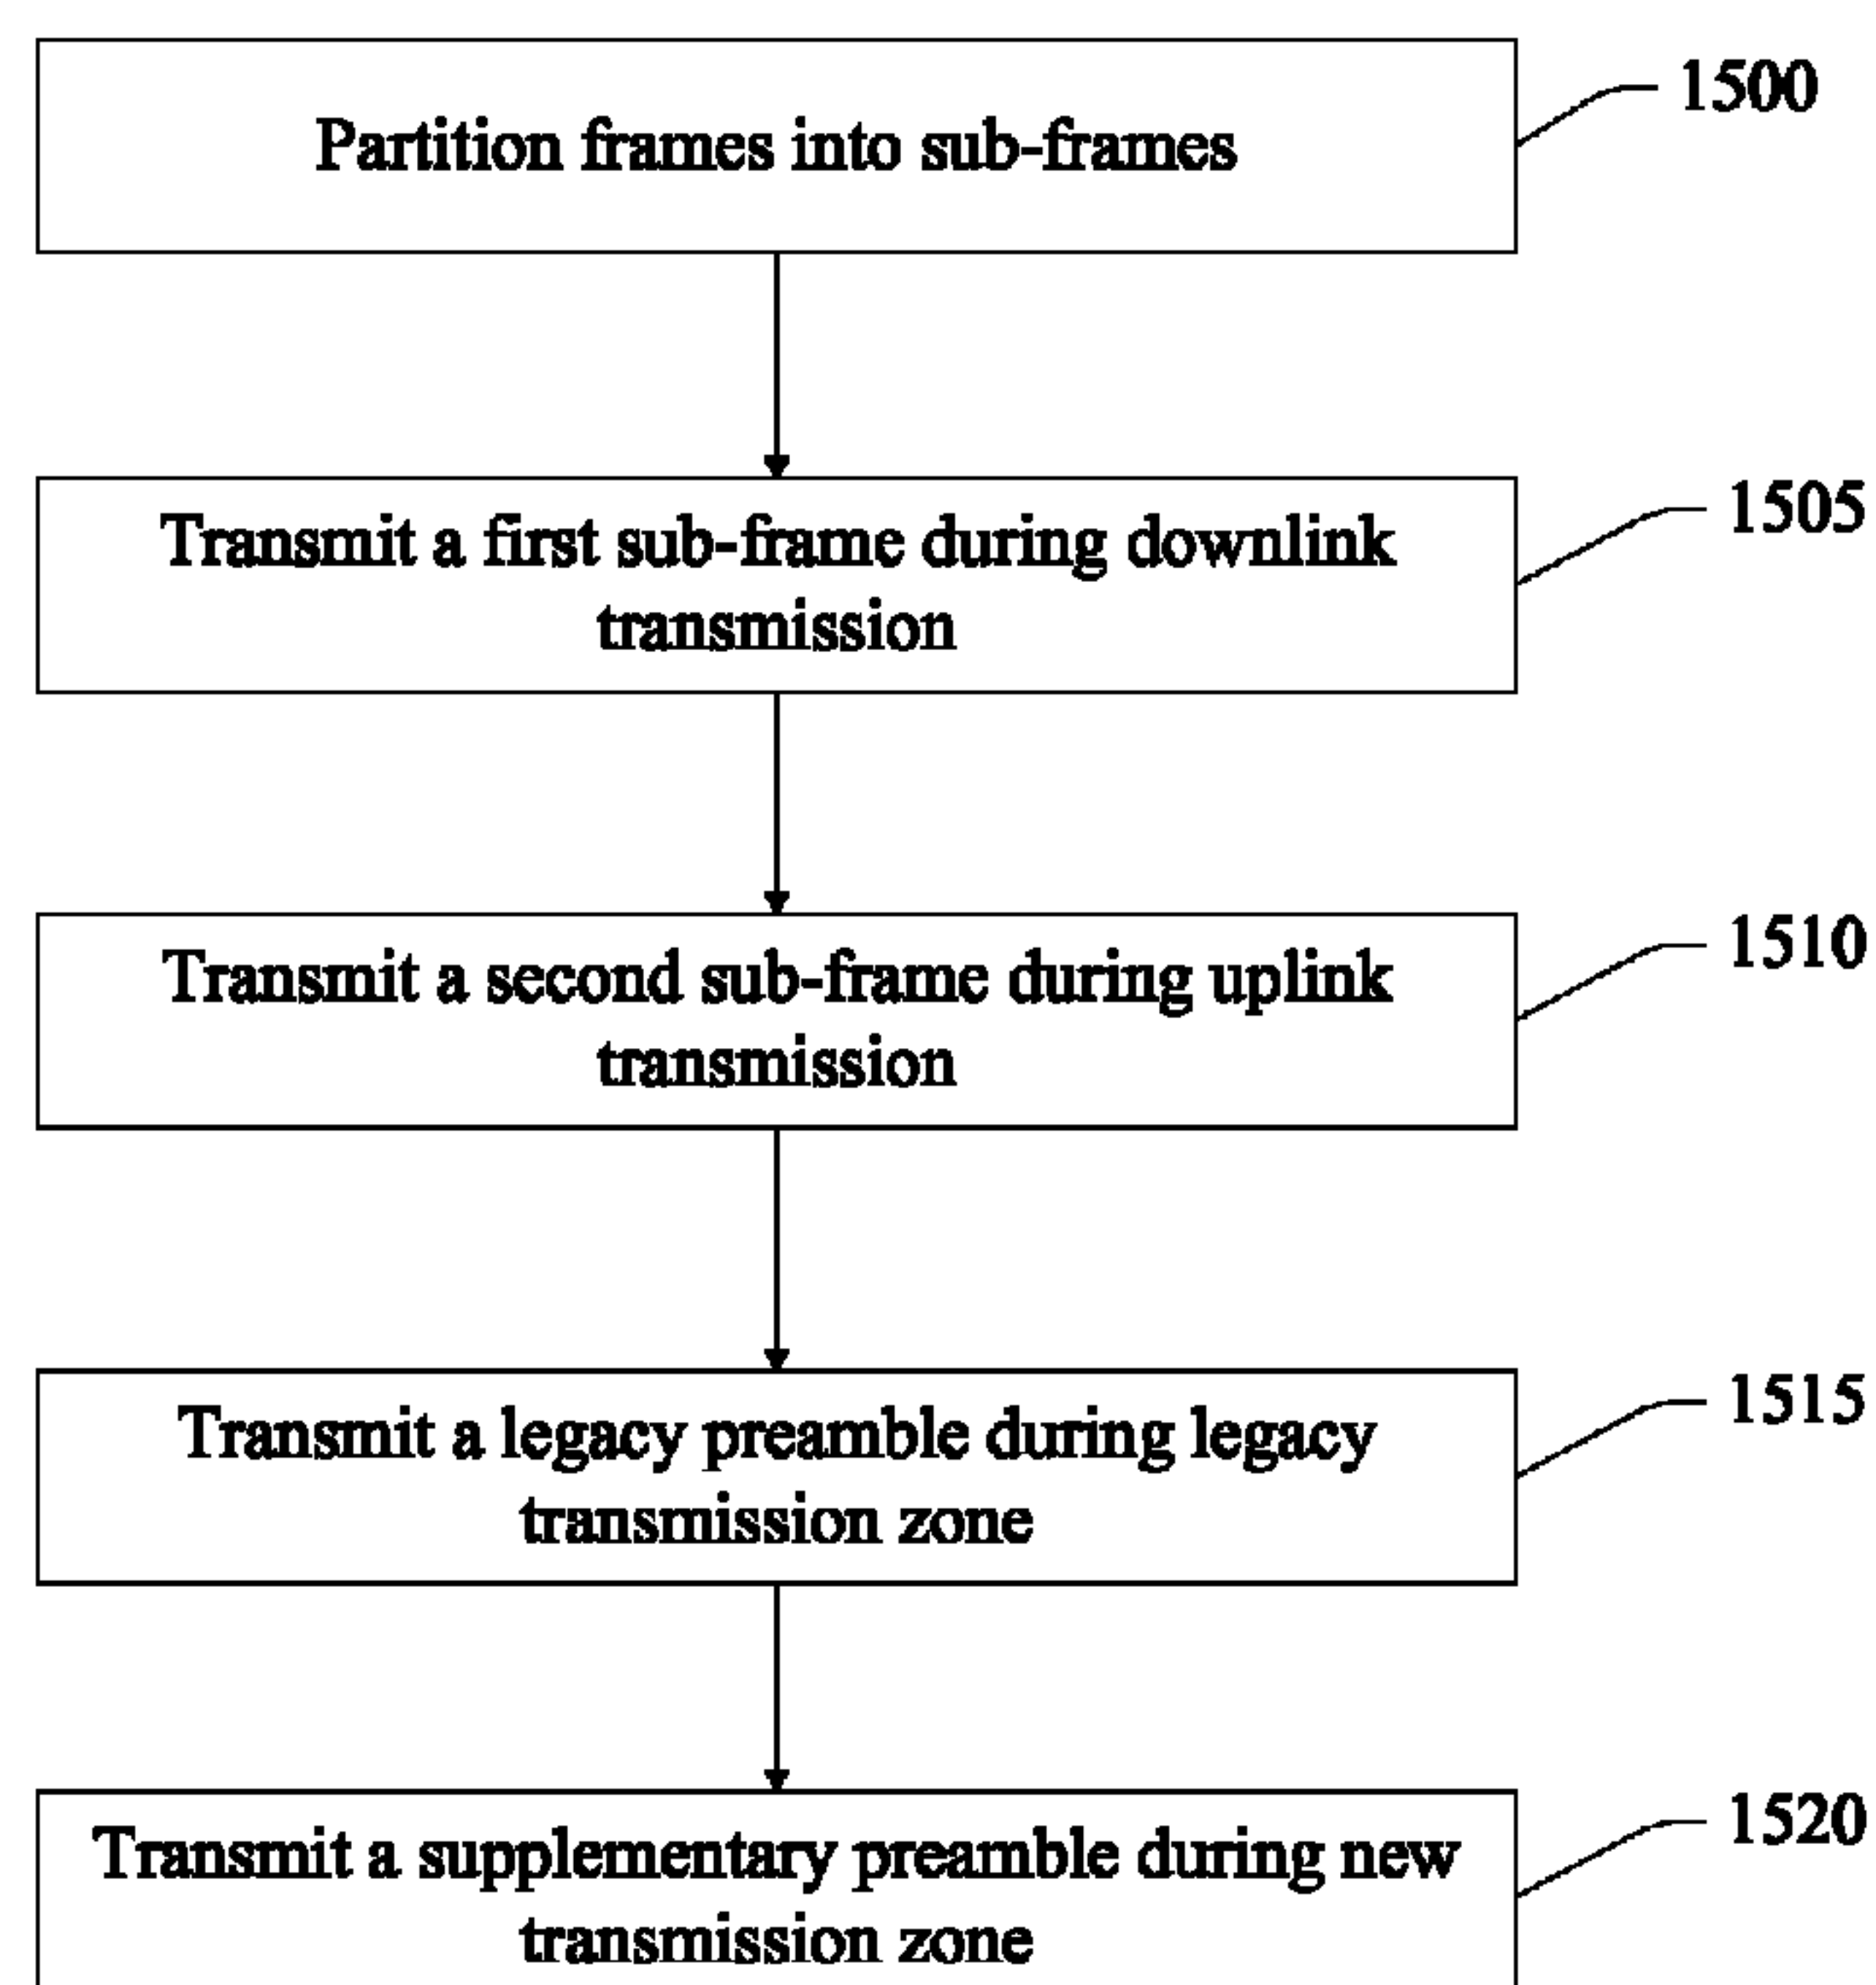 Partition frames into sub-frames
1500
Transmit a first sub-frame during downlink
transmission
1505
Transmit a second sub-frame during uplink
transmission
1510
Transmit a legacy preamble during legacy
transmission zone
1515
Transmit a supplementary preamble during new
transmission zone
1520